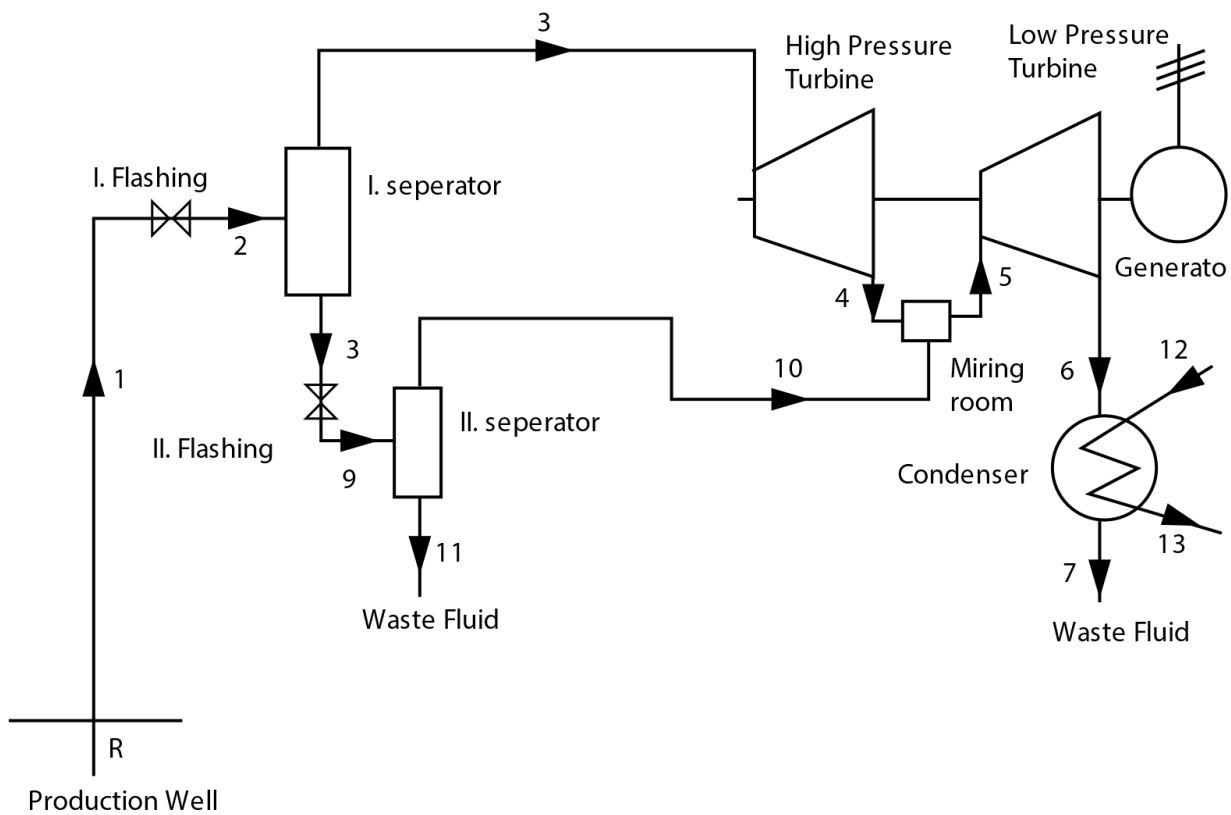 3
High Pressure
Turbine
Low Pressure
Turbine
I. Flashing
I. seperator
2
Generato
4
5
3
1
10
Miring
room
6
12
II. Flashing
II. seperator
9
Condenser
13
11
7
Waste Fluid
Waste Fluid
R
Production Well